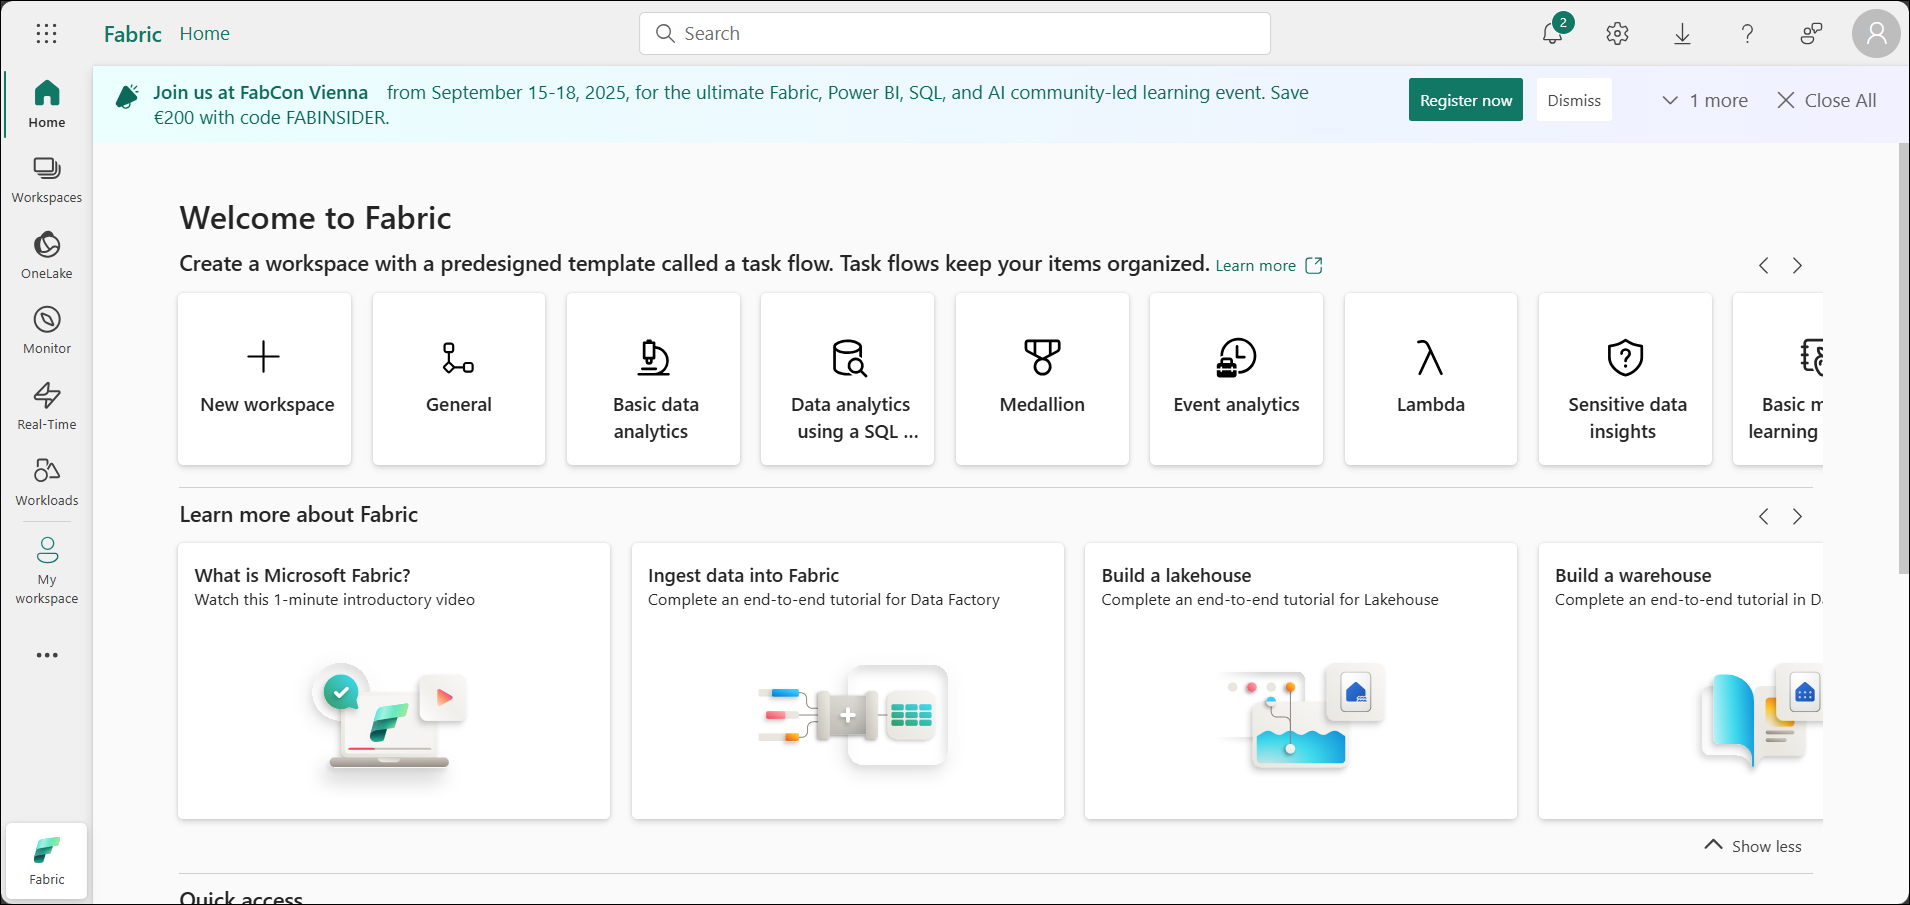 Fabric Home
Search
2
Home
Workspaces
OneLake
Monitor
Real-Time
Workloads
My
workspace
Fabric
Join us at FabCon Vienna from September 15-18, 2025, for the ultimate Fabric, Power BI, SQL, and AI community-led learning event. Save
€200 with code FABINSIDER.
Register now
Dismiss
1 more
Close All
Welcome to Fabric
Create a workspace with a predesigned template called a task flow. Task flows keep your items organized. Learn more
New workspace
General
Basic data
analytics
Data analytics
using a SQL ...
Medallion
Event analytics
Lambda
Sensitive data
insights
Basic m
learning
Learn more about Fabric
What is Microsoft Fabric?
Watch this 1-minute introductory video
Ingest data into Fabric
Complete an end-to-end tutorial for Data Factory
Build a lakehouse
Complete an end-to-end tutorial for Lakehouse
Build a warehouse
Complete an end-to-end tutorial in D
Show less
Quick access